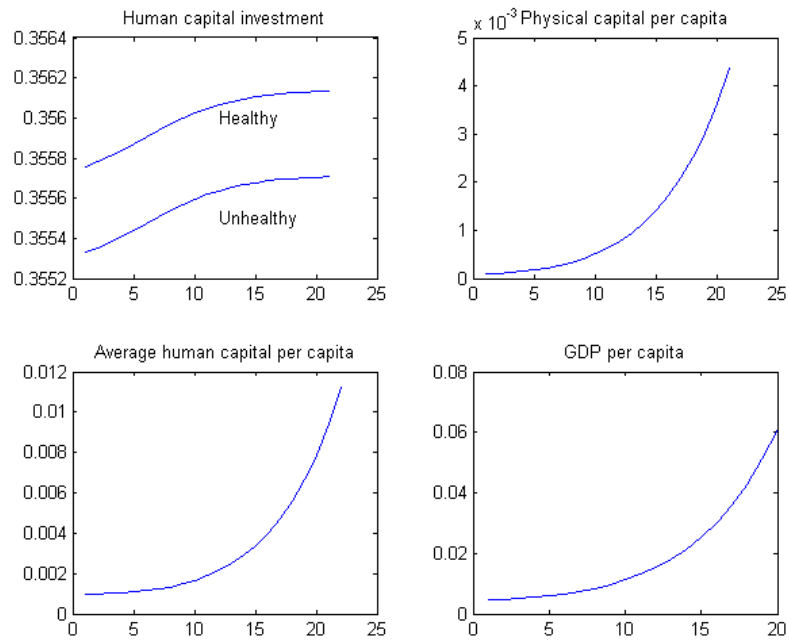 Human capital investment
0.3564
0.3562
0.356
0.3558
0.3556
0.3554
0.3552
Healthy
Unhealthy
0 5 10 15 20 25
x 10^-3 Physical capital per capita
5
4
3
2
1
0
0 5 10 15 20 25
Average human capital per capita
0.012
0.01
0.008
0.006
0.004
0.002
0
0 5 10 15 20 25
GDP per capita
0.08
0.06
0.04
0.02
0
0 5 10 15 20